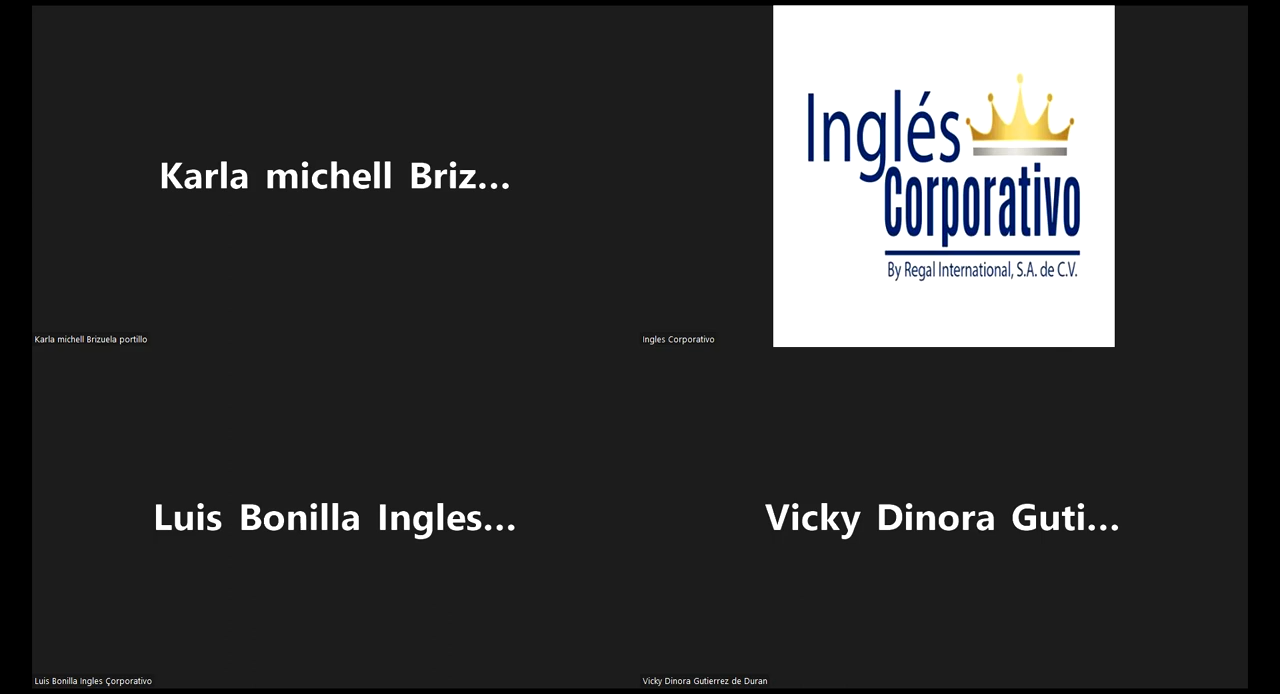 Karla michell Briz...
Karla michell Brizuela portillo
Inglés
Corporativo
By Regal International, S.A. de C.V.
Ingles Corporativo
Luis Bonilla Ingles...
Luis Bonilla Ingles Çorporativo
Vicky Dinora Guti...
Vicky Dinora Gutierrez de Duran